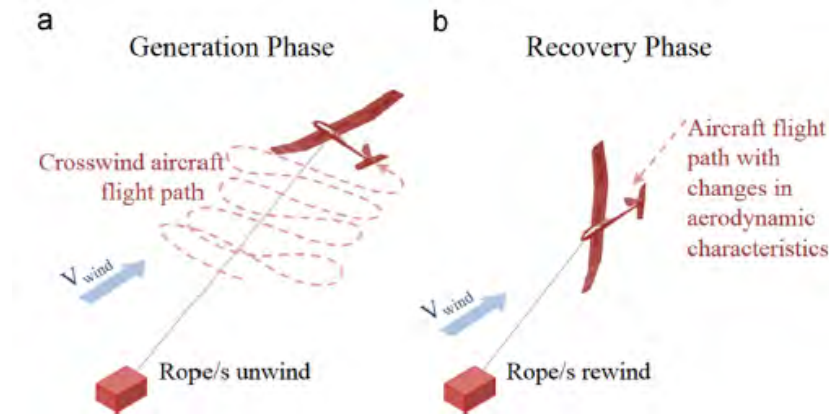 a
Generation Phase
Crosswind aircraft
flight path
V wind
Rope/s unwind
b
Recovery Phase
Aircraft flight
path with
changes in
aerodynamic
characteristics
V wind
Rope/s rewind